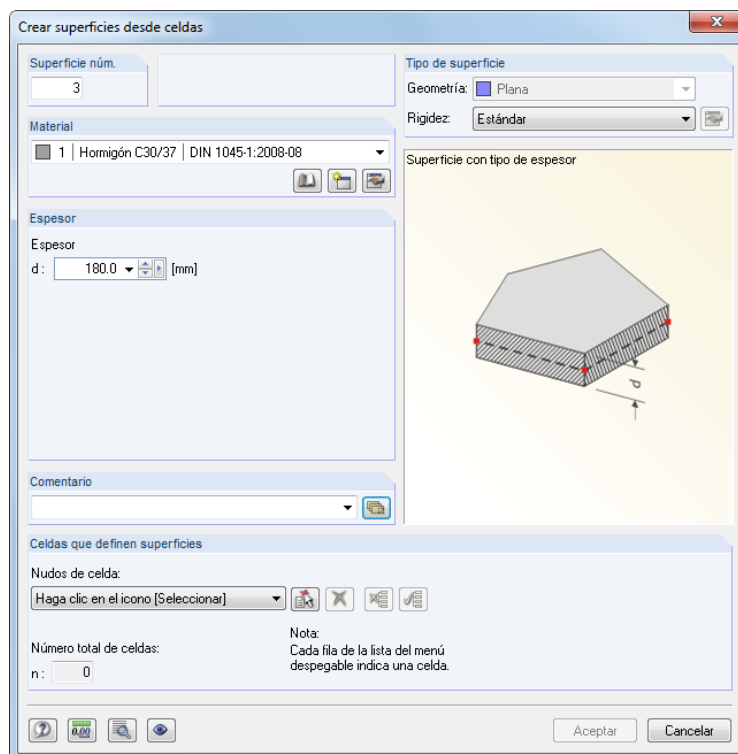 Crear superficies desde celdas
Superficie núm.
3
Tipo de superficie
Geometría: Plana
Rigidez: Estándar
Material
1 Hormigón C30/37 DIN 1045-1:2008-08
Superficie con tipo de espesor
Espesor
Espesor
d : 180.0 [mm]
d
Comentario
Celdas que definen superficies
Nudos de celda:
Haga clic en el icono [Seleccionar]
Número total de celdas:
n : 0
Nota:
Cada fila de la lista del menú
despegable indica una celda.
0.00
Aceptar
Cancelar